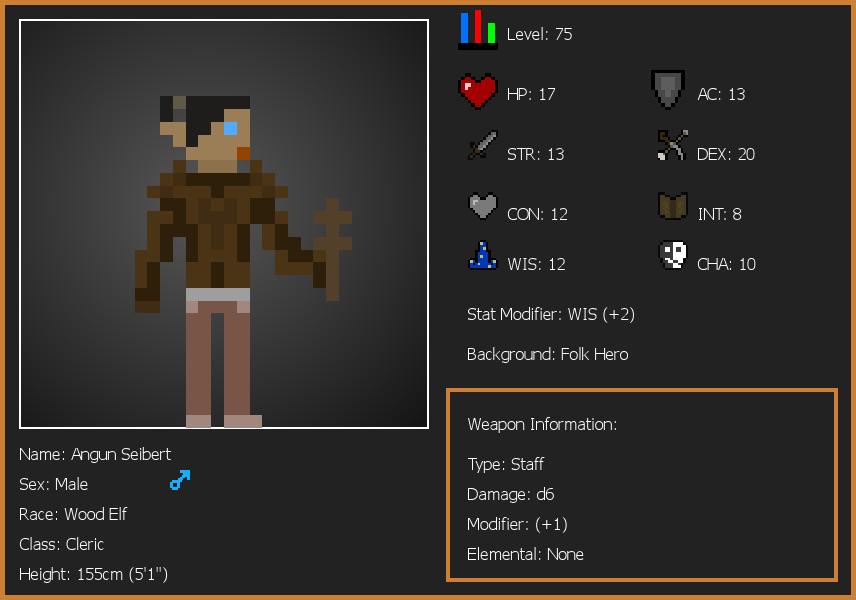 Level: 75
HP: 17
AC: 13
STR: 13
DEX: 20
CON: 12
INT: 8
WIS: 12
CHA: 10
Stat Modifier: WIS (+2)
Background: Folk Hero
Weapon Information:
Type: Staff
Damage: d6
Modifier: (+1)
Elemental: None
Name: Angun Seibert
Sex: Male
Race: Wood Elf
Class: Cleric
Height: 155cm (5'1")